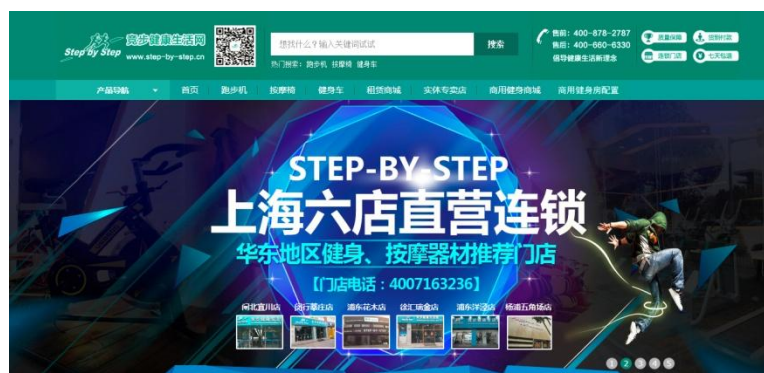 Step by Step
竞步健康生活网
www.step-by-step.cn
想找什么？输入关键词试试
搜索
热门搜索： 跑步机 按摩椅 健身车
售前：400-878-2787
售后：400-660-6330
倡导健康生活新理念
质量保障
货到付款
连锁门店
七天包退
产品导航
首页
跑步机
按摩椅
健身车
租赁商城
实体专卖店
商用健身商城
商用健身房配置
STEP-BY-STEP
上海六店直营连锁
华东地区健身、按摩器材推荐门店
【门店电话：4007163236】
闸北宜川店 闵行莘庄店 浦东花木店 徐汇瑞金店 浦东洋泾店 杨浦五角场店
1 2 3 4 5